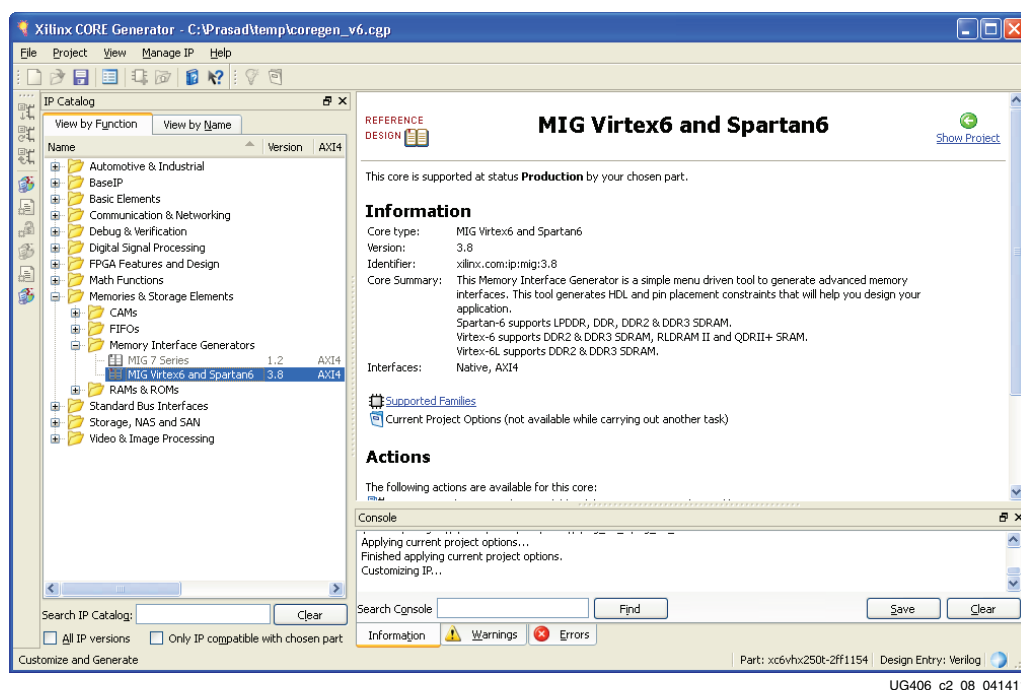 Xilinx CORE Generator - C:\Prasad\temp\coregen_v6.cgp
File Project View Manage IP Help
IP Catalog
View by Function View by Name
Name Version AXI4
Automotive & Industrial
BaseIP
Basic Elements
Communication & Networking
Debug & Verification
Digital Signal Processing
FPGA Features and Design
Math Functions
Memories & Storage Elements
CAMs
FIFOs
Memory Interface Generators
MIG 7 Series 1.2 AXI4
MIG Virtex6 and Spartan6 3.8 AXI4
RAMs & ROMs
Standard Bus Interfaces
Storage, NAS and SAN
Video & Image Processing
Search IP Catalog: Clear
All IP versions Only IP compatible with chosen part
REFERENCE
DESIGN
MIG Virtex6 and Spartan6
Show Project
This core is supported at status Production by your chosen part.
Information
Core type: MIG Virtex6 and Spartan6
Version: 3.8
Identifier: xilinx.com:ip:mig:3.8
Core Summary: This Memory Interface Generator is a simple menu driven tool to generate advanced memory
interfaces. This tool generates HDL and pin placement constraints that will help you design your
application.
Spartan-6 supports LPDDR, DDR, DDR2 & DDR3 SDRAM.
Virtex-6 supports DDR2 & DDR3 SDRAM, RLDRAM II and QDRII+ SRAM.
Virtex-6L supports DDR2 & DDR3 SDRAM.
Interfaces: Native, AXI4
Supported Families
Current Project Options (not available while carrying out another task)
Actions
The following actions are available for this core:
Console
Applying current project options...
Finished applying current project options.
Customizing IP...
Search Console Find Save Clear
Information Warnings Errors
Customize and Generate Part: xc6vhx250t-2ff1154 Design Entry: Verilog
UG406_c2_08_04141